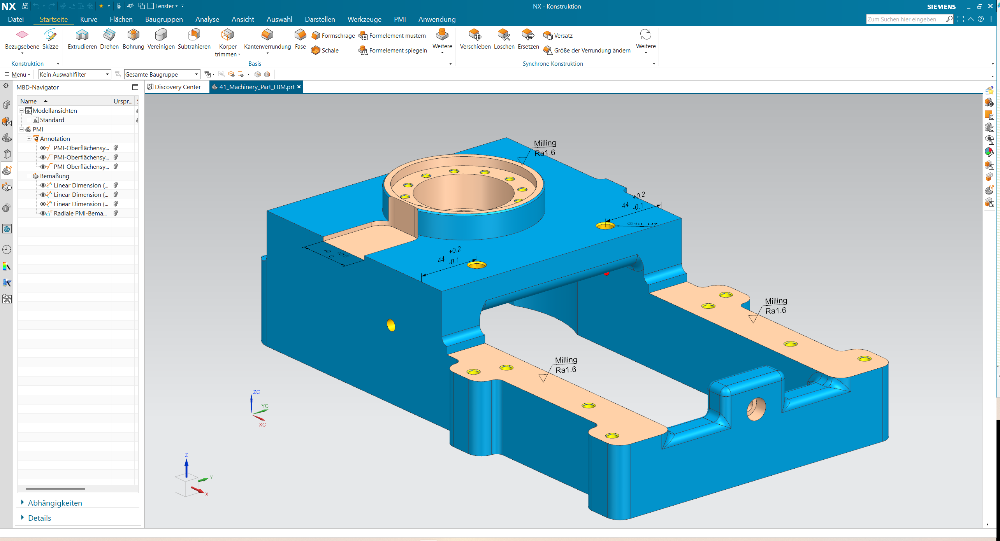 NX
Fenster
NX - Konstruktion
SIEMENS
Datei Startseite Kurve Flächen Baugruppen Analyse Ansicht Auswahl Darstellen Werkzeuge PMI Anwendung
Zum Suchen hier eingeben
Bezugsebene
Skizze
Konstruktion
Extrudieren
Drehen
Bohrung
Vereinigen
Subtrahieren
Körper
trimmen
Kantenverrundung
Fase
Formschräge
Schale
Formelement mustern
Formelement spiegeln
Weitere
Basis
Verschieben
Löschen
Ersetzen
Versatz
Größe der Verrundung ändern
Weitere
Synchrone Konstruktion
Menü
Kein Auswahlfilter
Gesamte Baugruppe
MBD-Navigator
Discovery Center
41_Machinery_Part_FBM.prt
Name Urspr...
Modellansichten
Standard
PMI
Annotation
PMI-Oberflächensy...
PMI-Oberflächensy...
PMI-Oberflächensy...
Bemaßung
Linear Dimension (...
Linear Dimension (...
Linear Dimension (...
Radiale PMI-Bema...
Abhängigkeiten
Details
Milling
Ra1.6
44 +0.2
-0.1
Ø10 H7
44 +0.2
-0.1
40 +0.6
0
Milling
Ra1.6
Milling
Ra1.6
ZC
YC
XC
Z
Y
X